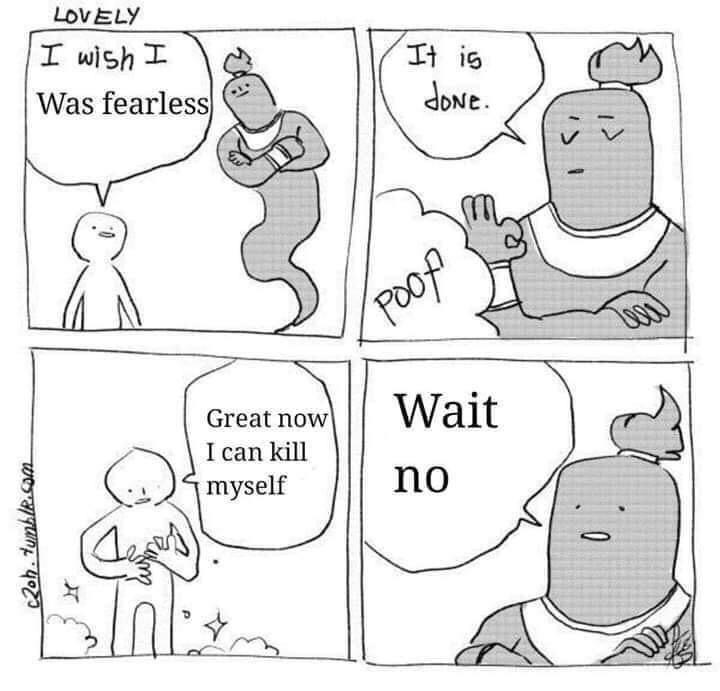 LOVELY
I wish I
Was fearless
It is
done.
POOF
Great now
I can kill
myself
Wait
no
c2oh.tumblr.com